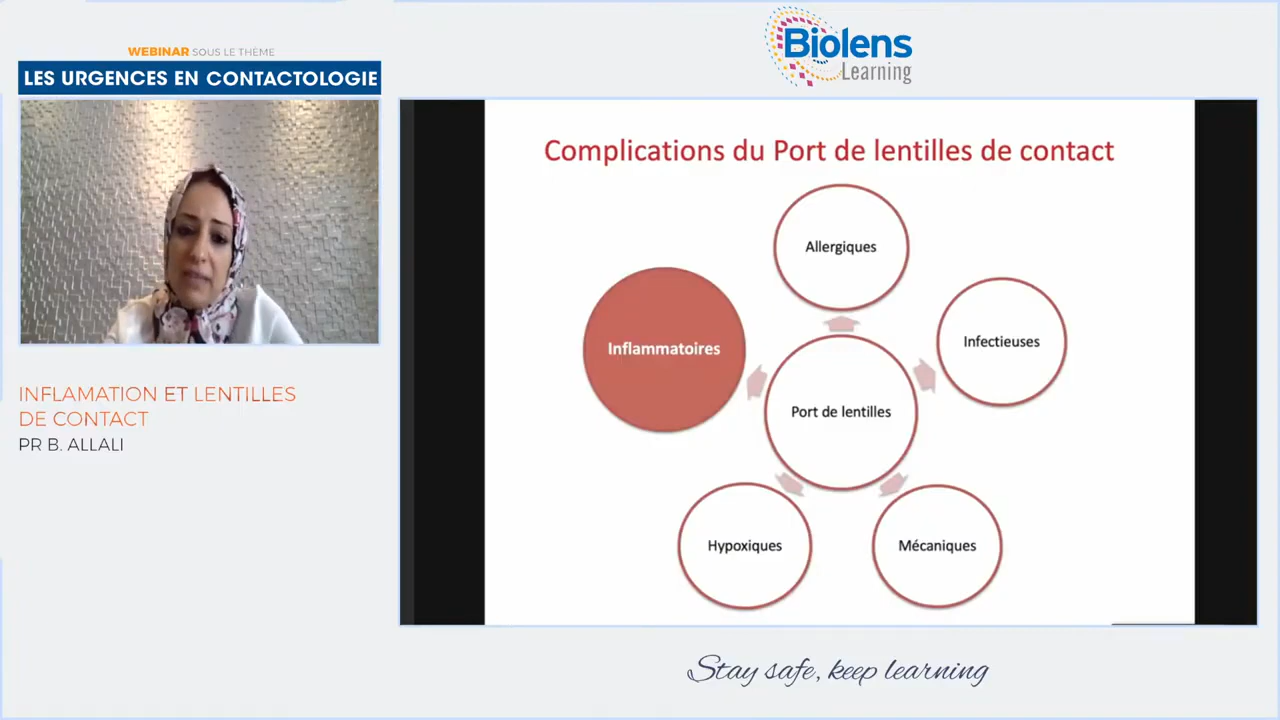 WEBINAR SOUS LE THÈME
LES URGENCES EN CONTACTOLOGIE
Biolens
Learning
Complications du Port de lentilles de contact
Allergiques
Inflammatoires
Infectieuses
Port de lentilles
Hypoxiques
Mécaniques
INFLAMATION ET LENTILLES
DE CONTACT
PR B. ALLALI
Stay safe, keep learning